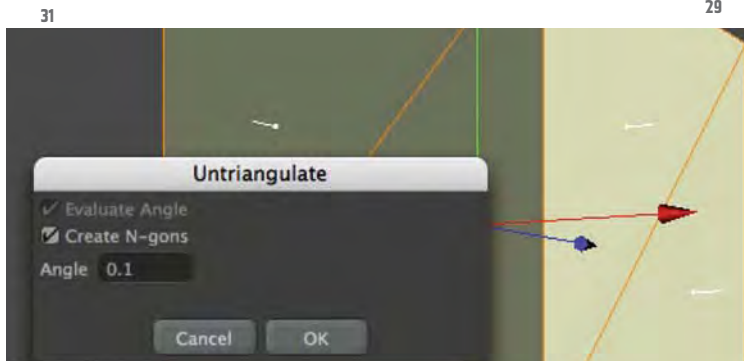 31
29
Untriangulate
Evaluate Angle
Create N-gons
Angle 0.1
Cancel OK